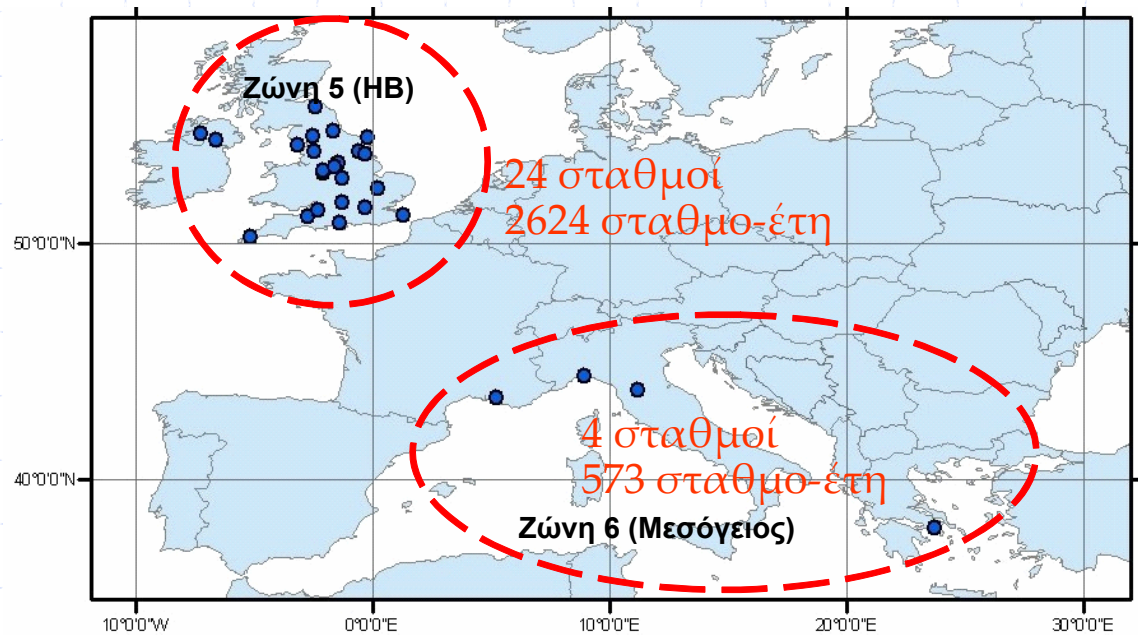 Ζώνη 5 (ΗΒ)
24 σταθμοί
2624 σταθμο-έτη
50°0'0"N
4 σταθμοί
573 σταθμο-έτη
40°0'0"N
Ζώνη 6 (Μεσόγειος)
10°0'0"W
0°0'0"E
10°0'0"E
20°0'0"E
30°0'0"E